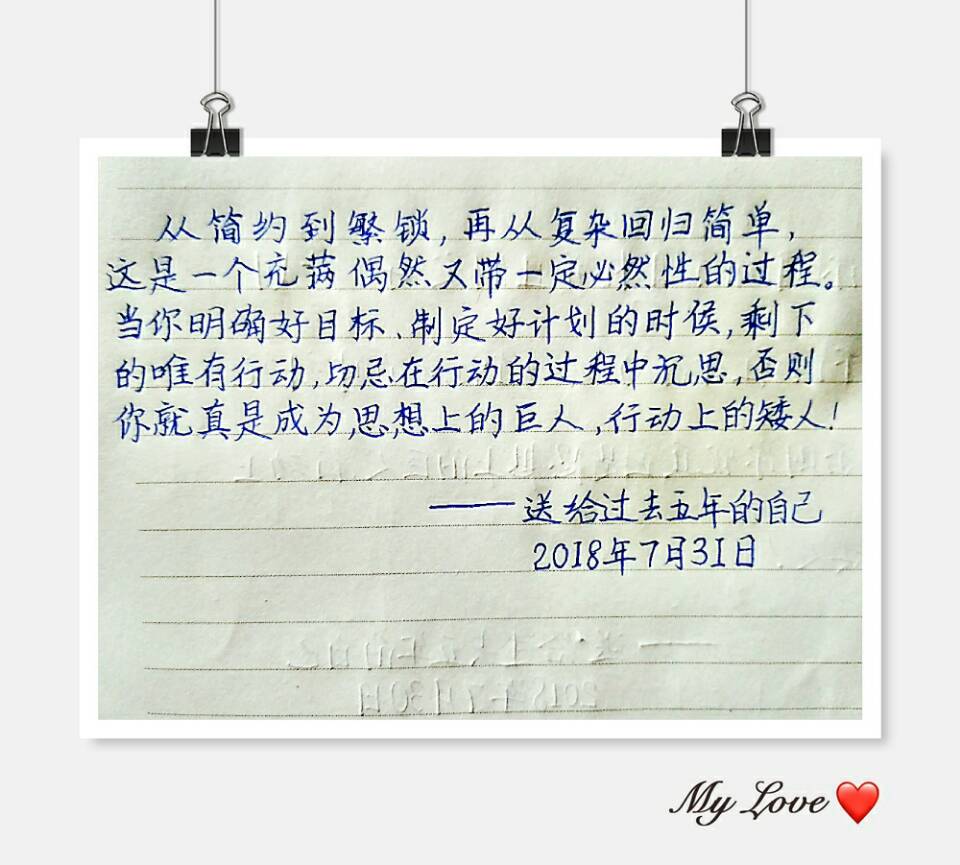 从简约到繁锁，再从复杂回归简单，
这是一个充满偶然又带一定必然性的过程。
当你明确好目标、制定好计划的时候，剩下
的唯有行动，切忌在行动的过程中沉思，否则
你就真是成为，思想上的巨人，行动上的矮人！
——送给过去五年的自己
2018年7月31日
My Love